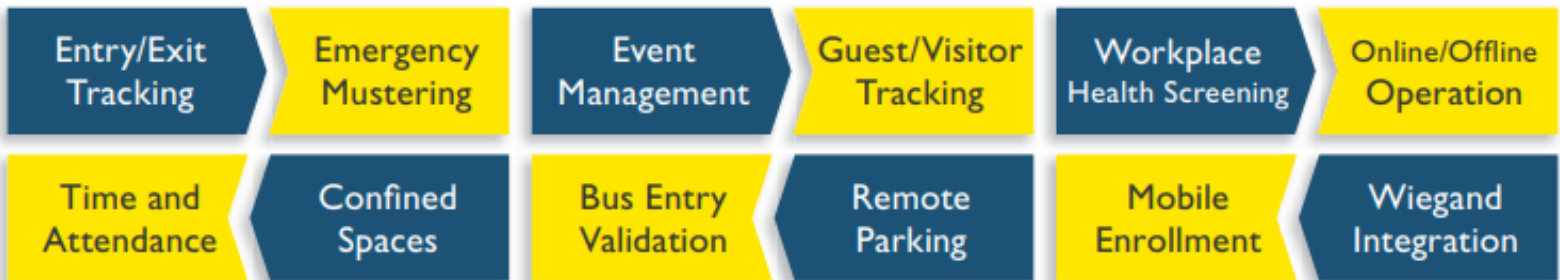 Entry/Exit
Tracking
Emergency
Mustering
Event
Management
Guest/Visitor
Tracking
Workplace
Health Screening
Online/Offline
Operation
Time and
Attendance
Confined
Spaces
Bus Entry
Validation
Remote
Parking
Mobile
Enrollment
Wiegand
Integration